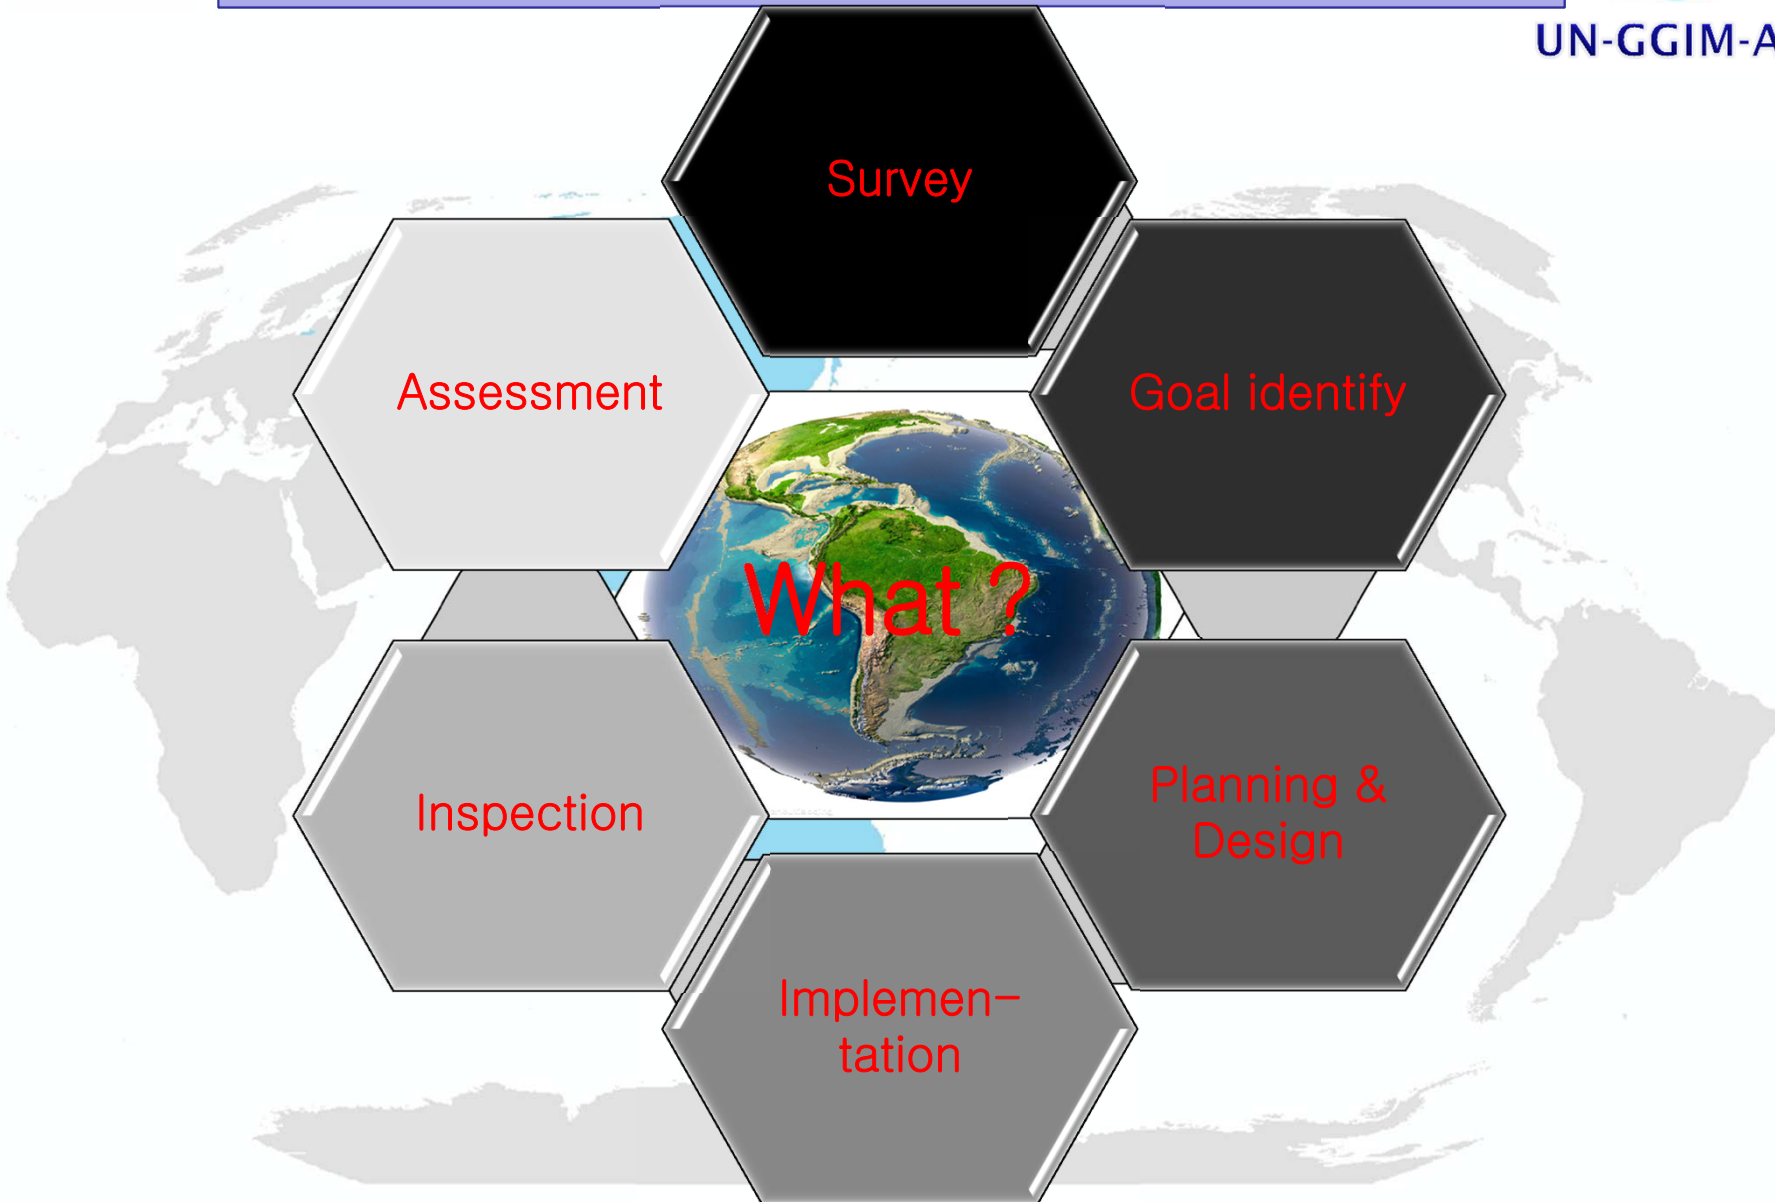 UN-GGIM-A
Survey
Assessment
Goal identify
What ?
Planning &
Design
Inspection
Implemen-
tation